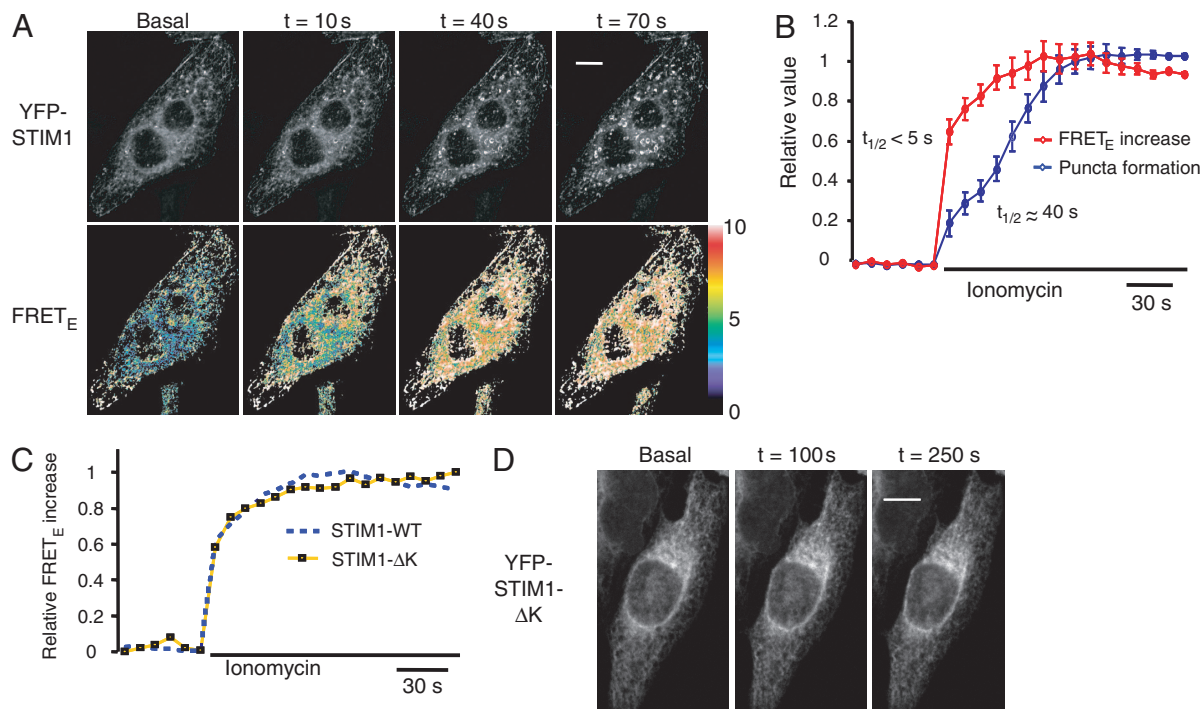 A
Basal
t = 10 s
t = 40 s
t = 70 s
YFP-
STIM1
FRET_E
10
5
0
B
1.2
1
0.8
0.6
0.4
0.2
0
Relative value
t_1/2 < 5 s
FRET_E increase
Puncta formation
t_1/2 ≈ 40 s
Ionomycin
30 s
C
1
0.8
0.6
0.4
0.2
0
Relative FRET_E increase
STIM1-WT
STIM1-ΔK
Ionomycin
30 s
D
Basal
t = 100 s
t = 250 s
YFP-
STIM1-
ΔK